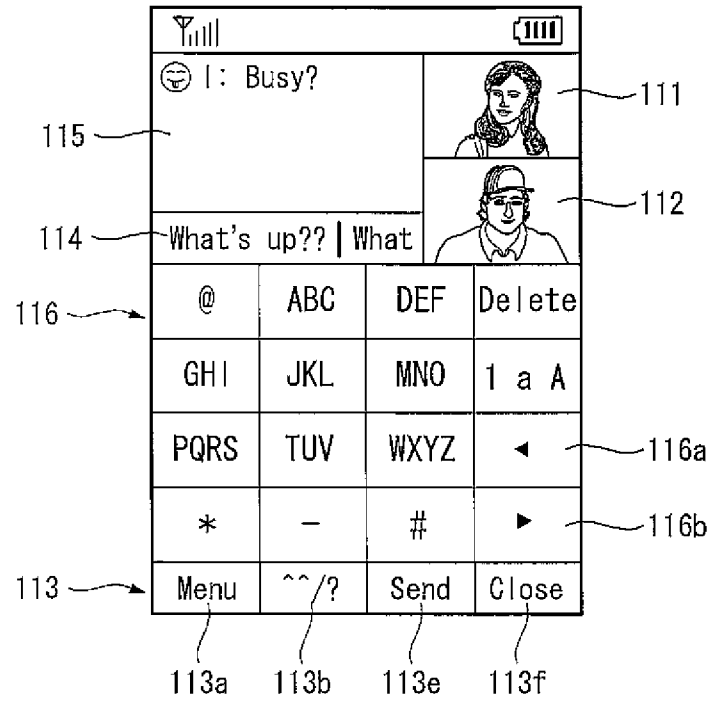 I: Busy?
111
115
112
114
What's up?? What
116
@ ABC DEF Delete
GHI JKL MNO 1 a A
PQRS TUV WXYZ ◀
116a
* - # ▶
116b
113
Menu ^^/? Send Close
113a 113b 113e 113f